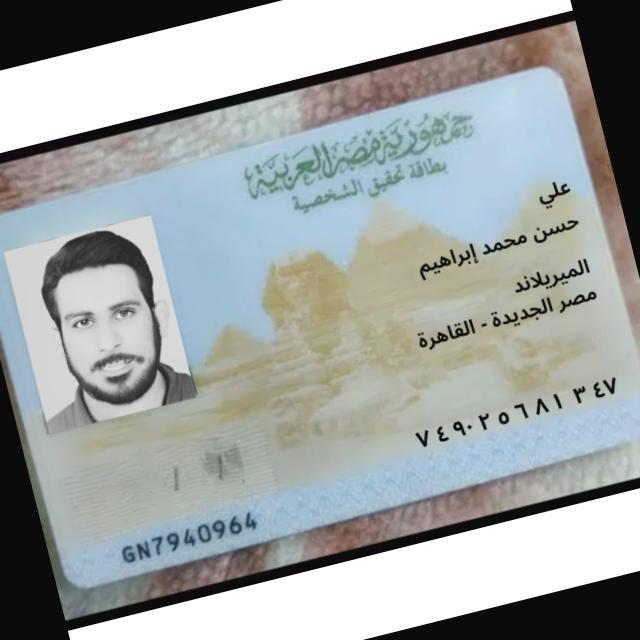 جمهورية مصر العربية
بطاقة تحقيق الشخصية
علي
حسن محمد إبراهيم
الميريلاند
مصر الجديدة - القاهرة
٧٤٩٠٢٥٦٨١٣٤٧
GN7940964